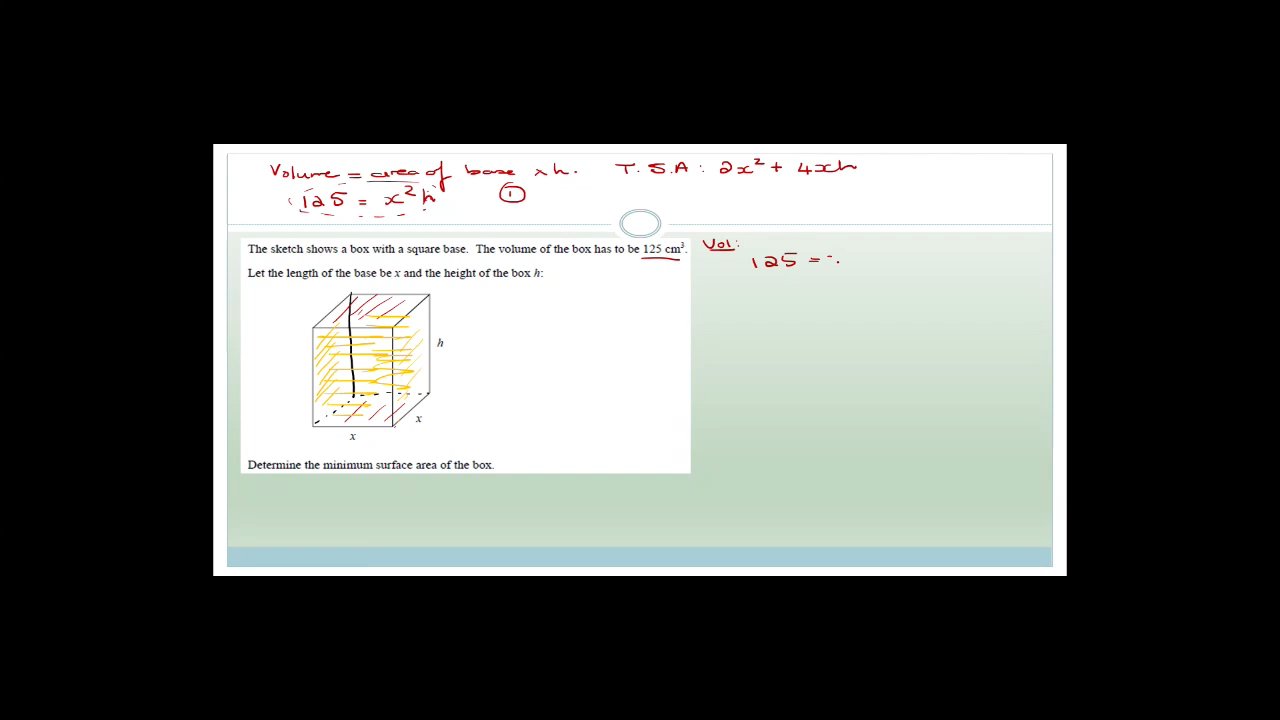 Volume = area of base × h.
T. S.A : 2x² + 4xh
125 = x² h
1
The sketch shows a box with a square base. The volume of the box has to be 125 cm³.
Let the length of the base be x and the height of the box h:
Vol:
125 =
h
x
x
Determine the minimum surface area of the box.